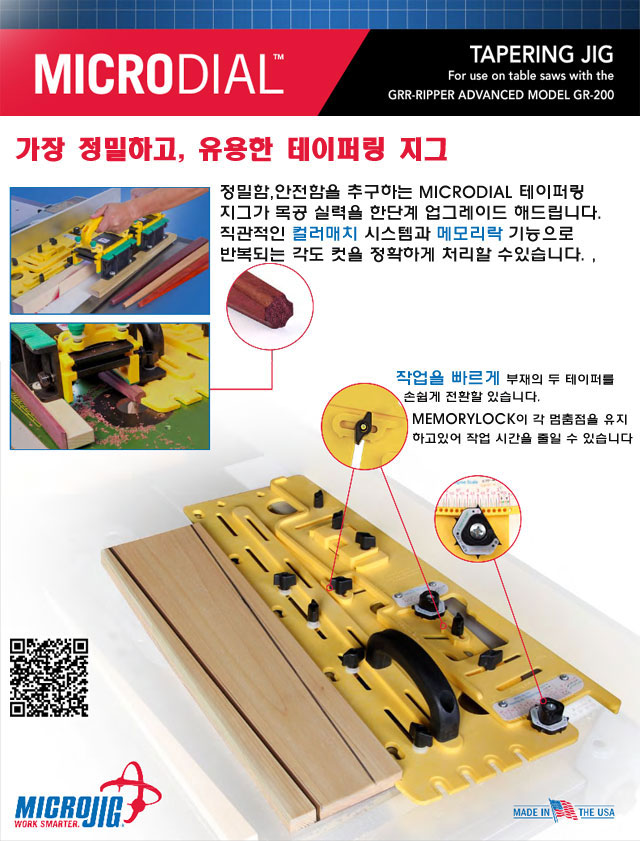 MICRODIAL™
TAPERING JIG
For use on table saws with the
GRR-RIPPER ADVANCED MODEL GR-200
가장 정밀하고, 유용한 테이퍼링 지그
정밀함,안전함을 추구하는 MICRODIAL 테이퍼링
지그가 목공 실력을 한단계 업그레이드 해드립니다.
직관적인 컬러매치 시스템과 메모리락 기능으로
반복되는 각도 컷을 정확하게 처리할 수있습니다. ,
작업을 빠르게 부재의 두 테이퍼를
손쉽게 전환할 있습니다.
MEMORYLOCK이 각 멈춤점을 유지
하고있어 작업 시간을 줄일 수 있습니다
MICROJIG®
WORK SMARTER.
MADE IN THE USA